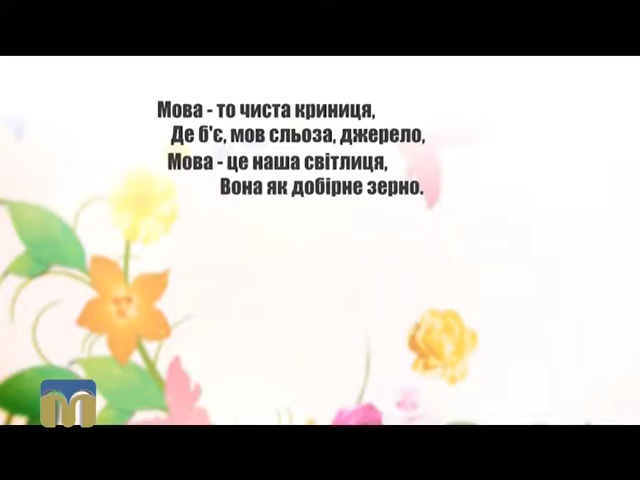 Мова - то чиста криниця,
Де б'є, мов сльоза, джерело,
Мова - це наша світлиця,
Вона як добірне зерно.